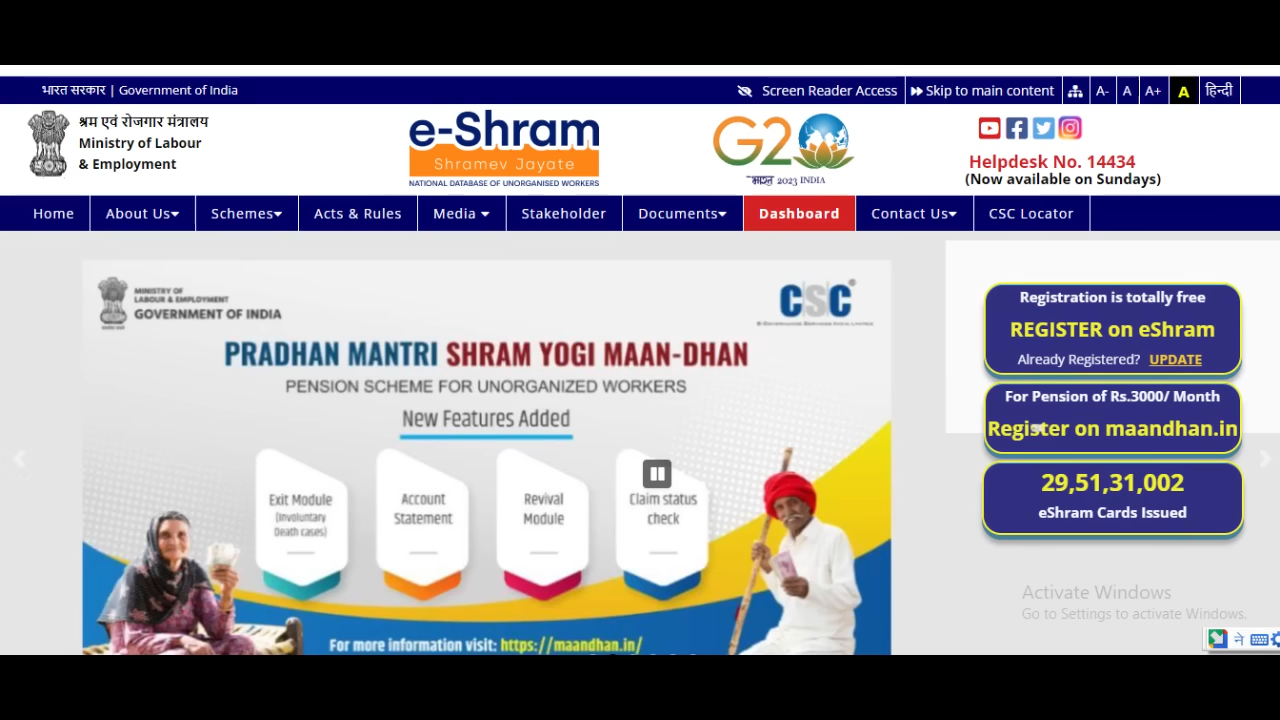 भारत सरकार | Government of India
Screen Reader Access
Skip to main content
A-
A
A+
A
हिन्दी
श्रम एवं रोजगार मंत्रालय
Ministry of Labour
& Employment
e-Shram
Shramev Jayate
NATIONAL DATABASE OF UNORGANISED WORKERS
G20
भारत 2023 INDIA
Helpdesk No. 14434
(Now available on Sundays)
Home
About Us
Schemes
Acts & Rules
Media
Stakeholder
Documents
Dashboard
Contact Us
CSC Locator
MINISTRY OF
LABOUR & EMPLOYMENT
GOVERNMENT OF INDIA
CSC
PRADHAN MANTRI SHRAM YOGI MAAN-DHAN
PENSION SCHEME FOR UNORGANIZED WORKERS
New Features Added
Exit Module
(Involuntary
Death cases)
Account
Statement
Revival
Module
Claim status
check
For more information visit: https://maandhan.in/
Registration is totally free
REGISTER on eShram
Already Registered? UPDATE
For Pension of Rs.3000/ Month
Register on maandhan.in
29,51,31,002
eShram Cards Issued
Activate Windows
Go to Settings to activate Windows.
ने